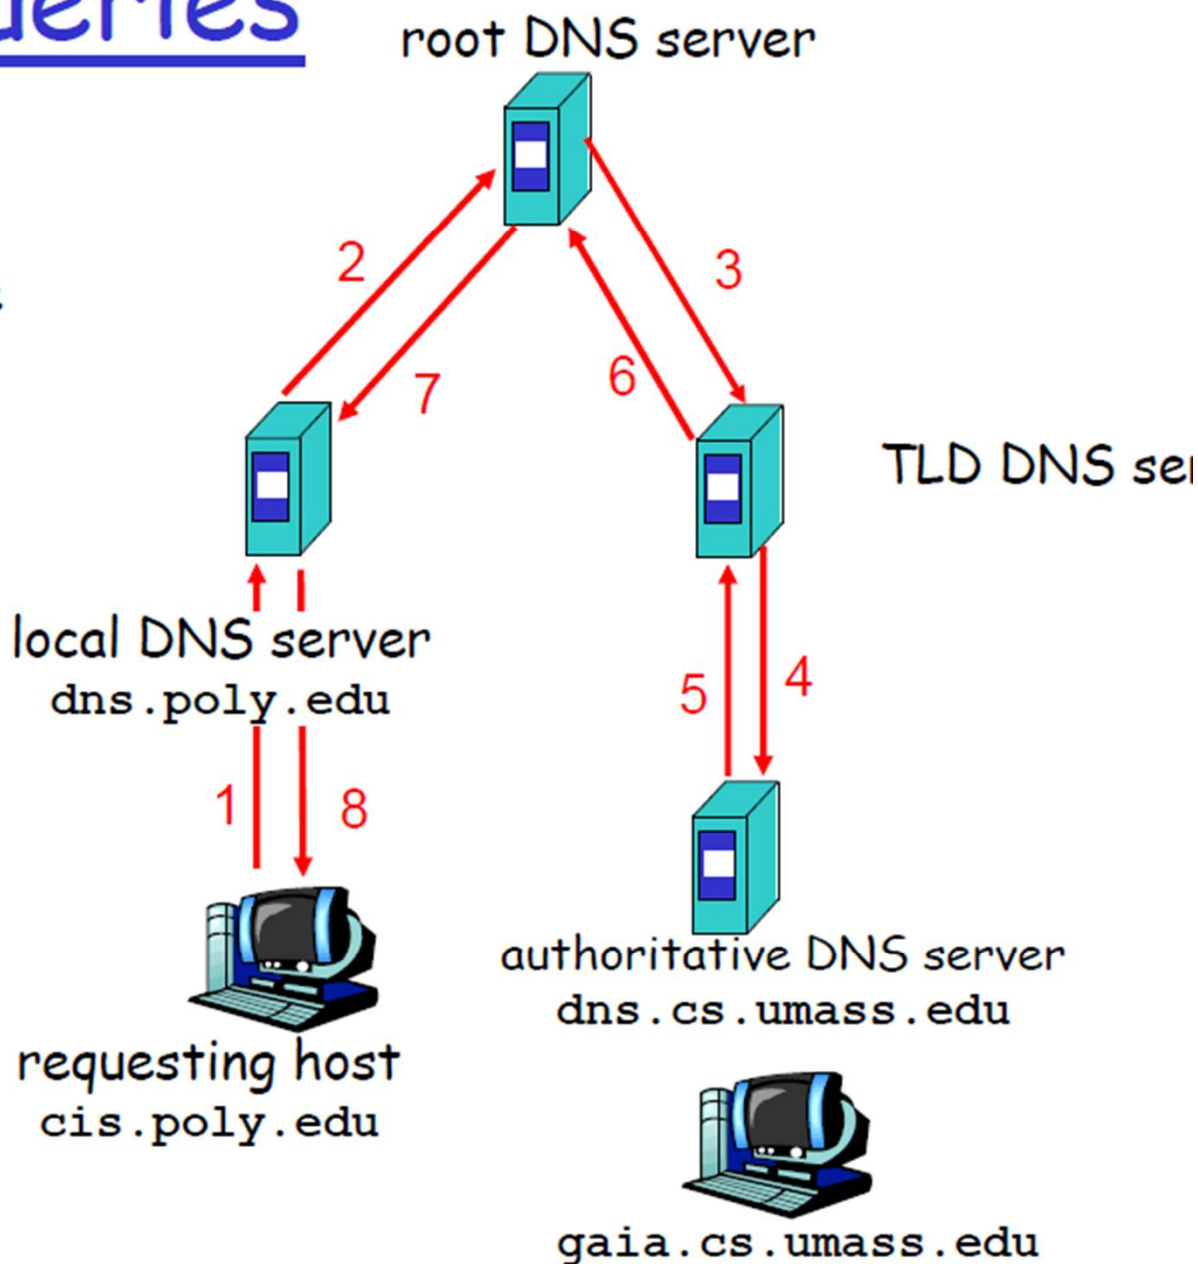 root DNS server
2
3
7
6
TLD DNS
local DNS server
dns.poly.edu
5
4
1
8
authoritative DNS server
dns.cs.umass.edu
requesting host
cis.poly.edu
gaia.cs.umass.edu